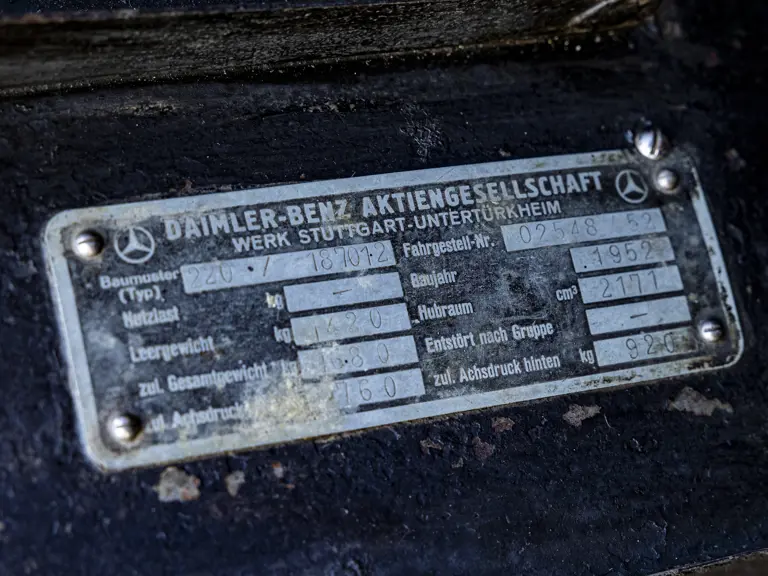 DAIMLER-BENZ AKTIENGESELLSCHAFT
WERK STUTTGART-UNTERTÜRKHEIM
Baumuster (Typ) 220 / 187012
Fahrgestell-Nr. 02548 52
Nutzlast kg –
Baujahr 1952
Leergewicht kg 1420
Hubraum cm³ 2171
zul. Gesamtgewicht kg 1680
Entstört nach Gruppe –
zul. Achsdruck 760
zul. Achsdruck hinten kg 920